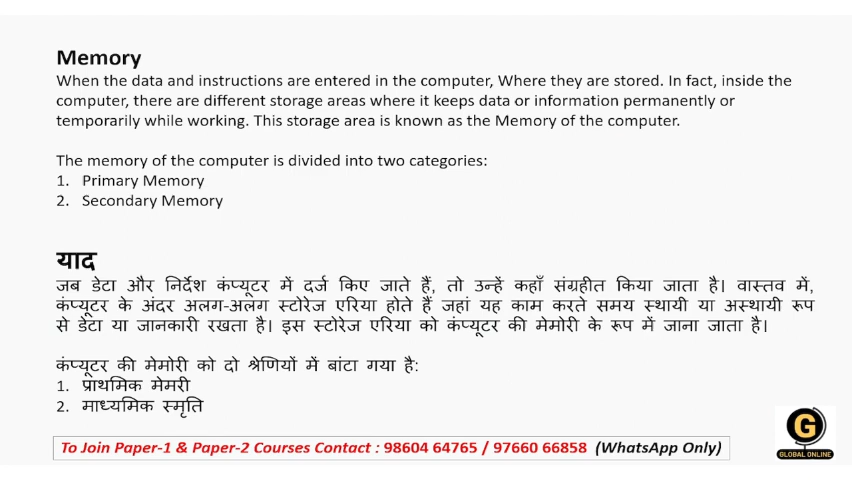 Memory
When the data and instructions are entered in the computer, Where they are stored. In fact, inside the
computer, there are different storage areas where it keeps data or information permanently or
temporarily while working. This storage area is known as the Memory of the computer.
The memory of the computer is divided into two categories:
1. Primary Memory
2. Secondary Memory
याद
जब डेटा और निर्देश कंप्यूटर में दर्ज किए जाते हैं, तो उन्हें कहाँ संग्रहीत किया जाता है। वास्तव में,
कंप्यूटर के अंदर अलग-अलग स्टोरेज एरिया होते हैं जहां यह काम करते समय स्थायी या अस्थायी रूप
से डेटा या जानकारी रखता है। इस स्टोरेज एरिया को कंप्यूटर की मेमोरी के रूप में जाना जाता है।
कंप्यूटर की मेमोरी को दो श्रेणियों में बांटा गया है:
1. प्राथमिक मेमरी
2. माध्यमिक स्मृति
To Join Paper-1 & Paper-2 Courses Contact : 98604 64765 / 97660 66858 (WhatsApp Only)
G
GLOBAL ONLINE